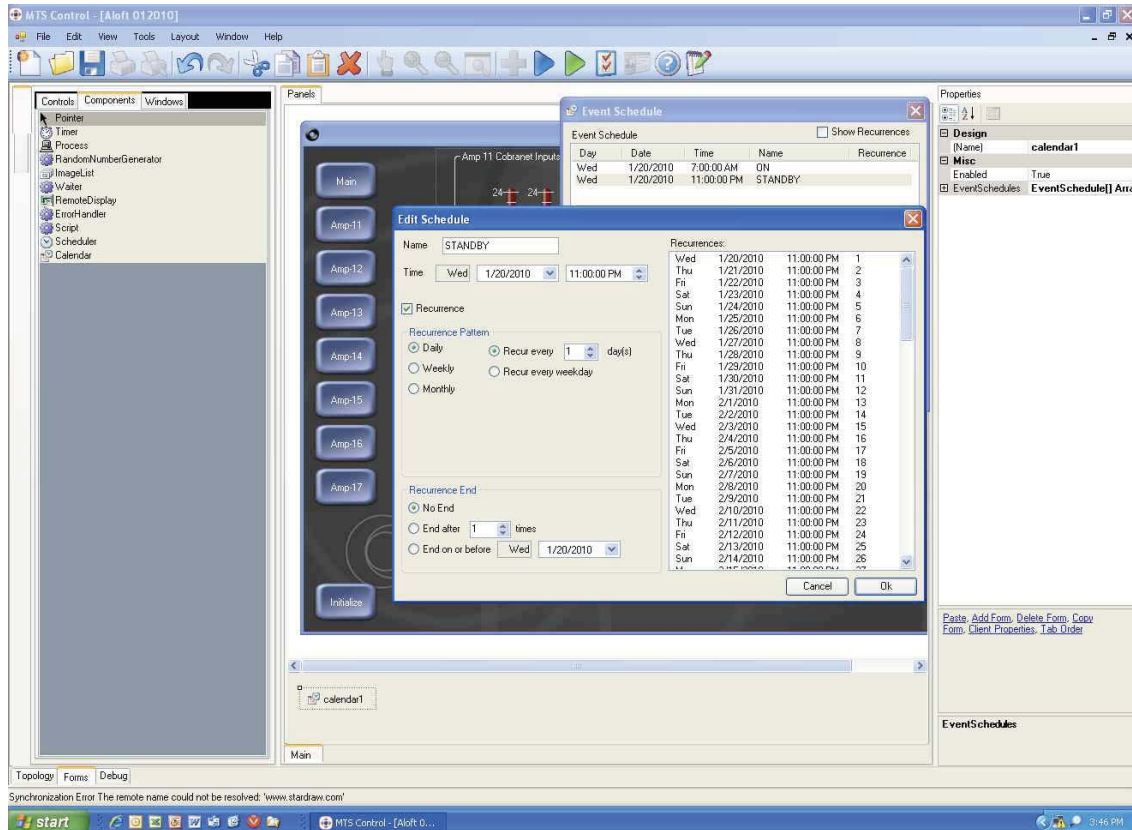 MTS Control - [Aloft 012010]
File Edit View Tools Layout Window Help
Controls Components Windows
Pointer
Timer
Process
RandomNumberGenerator
ImageList
Waiter
RemoteDisplay
ErrorHandler
Script
Scheduler
Calendar
Panels
Main
Amp-11
Amp-12
Amp-13
Amp-14
Amp-15
Amp-16
Amp-17
Initialize
Amp 11 Cobranet Inputs
24 24
Event Schedule
Event Schedule Show Recurrences
Day Date Time Name Recurrence
Wed 1/20/2010 7:00:00 AM ON
Wed 1/20/2010 11:00:00 PM STANDBY
Edit Schedule
Name STANDBY
Time Wed 1/20/2010 11:00:00 PM
Recurrence
Recurrence Pattern
Daily Recur every 1 day(s)
Weekly Recur every weekday
Monthly
Recurrence End
No End
End after 1 times
End on or before Wed 1/20/2010
Recurrences:
Wed 1/20/2010 11:00:00 PM 1
Thu 1/21/2010 11:00:00 PM 2
Fri 1/22/2010 11:00:00 PM 3
Sat 1/23/2010 11:00:00 PM 4
Sun 1/24/2010 11:00:00 PM 5
Mon 1/25/2010 11:00:00 PM 6
Tue 1/26/2010 11:00:00 PM 7
Wed 1/27/2010 11:00:00 PM 8
Thu 1/28/2010 11:00:00 PM 9
Fri 1/29/2010 11:00:00 PM 10
Sat 1/30/2010 11:00:00 PM 11
Sun 1/31/2010 11:00:00 PM 12
Mon 2/1/2010 11:00:00 PM 13
Tue 2/2/2010 11:00:00 PM 14
Wed 2/3/2010 11:00:00 PM 15
Thu 2/4/2010 11:00:00 PM 16
Fri 2/5/2010 11:00:00 PM 17
Sat 2/6/2010 11:00:00 PM 18
Sun 2/7/2010 11:00:00 PM 19
Mon 2/8/2010 11:00:00 PM 20
Tue 2/9/2010 11:00:00 PM 21
Wed 2/10/2010 11:00:00 PM 22
Thu 2/11/2010 11:00:00 PM 23
Fri 2/12/2010 11:00:00 PM 24
Sat 2/13/2010 11:00:00 PM 25
Sun 2/14/2010 11:00:00 PM 26
Cancel Ok
calendar1
Main
Properties
Design
(Name) calendar1
Misc
Enabled True
EventSchedules EventSchedule[] Arra
Paste, Add Form, Delete Form, Copy
Form, Client Properties, Tab Order
EventSchedules
Topology Forms Debug
Synchronization Error The remote name could not be resolved: 'www.stardraw.com'
start MTS Control - [Aloft 0... 3:46 PM